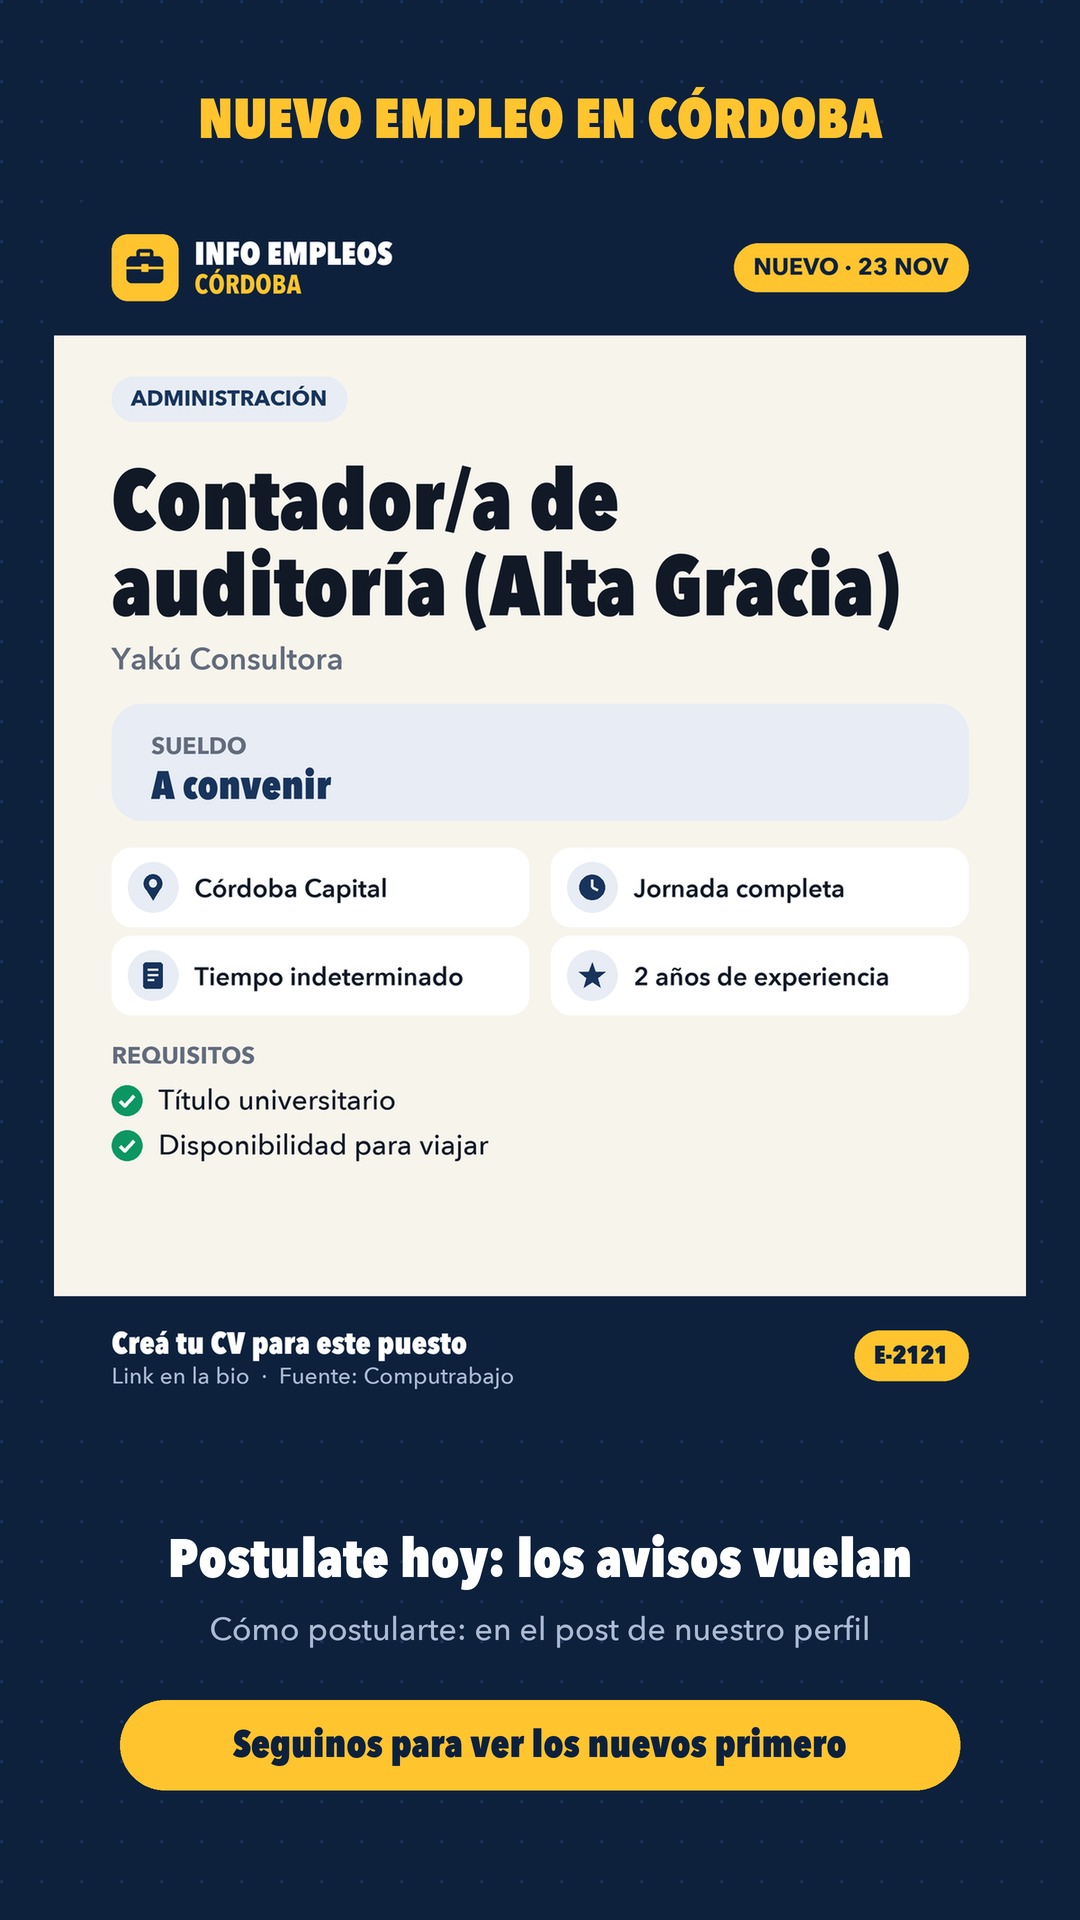 NUEVO EMPLEO EN CÓRDOBA
INFO EMPLEOS
CÓRDOBA
NUEVO · 23 NOV
ADMINISTRACIÓN
Contador/a de
auditoría (Alta Gracia)
Yakú Consultora
SUELDO
A convenir
Córdoba Capital
Jornada completa
Tiempo indeterminado
2 años de experiencia
REQUISITOS
Título universitario
Disponibilidad para viajar
Creá tu CV para este puesto
Link en la bio · Fuente: Computrabajo
E-2121
Postulate hoy: los avisos vuelan
Cómo postularte: en el post de nuestro perfil
Seguinos para ver los nuevos primero